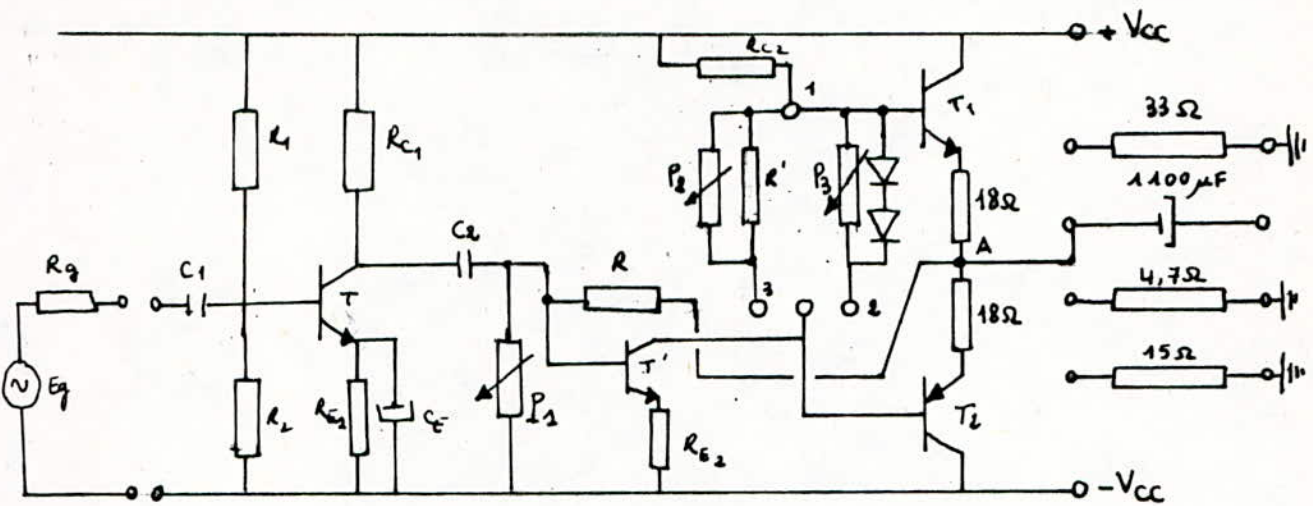 + Vcc
Rc2
1
T1
33Ω
R1
Rc1
P2
R'
P3
18Ω
1100 µF
C2
A
Rg
C1
T
R
3
2
4,7Ω
18Ω
Eg
T'
15Ω
R2
RE1
CE
P1
RE2
T2
-Vcc